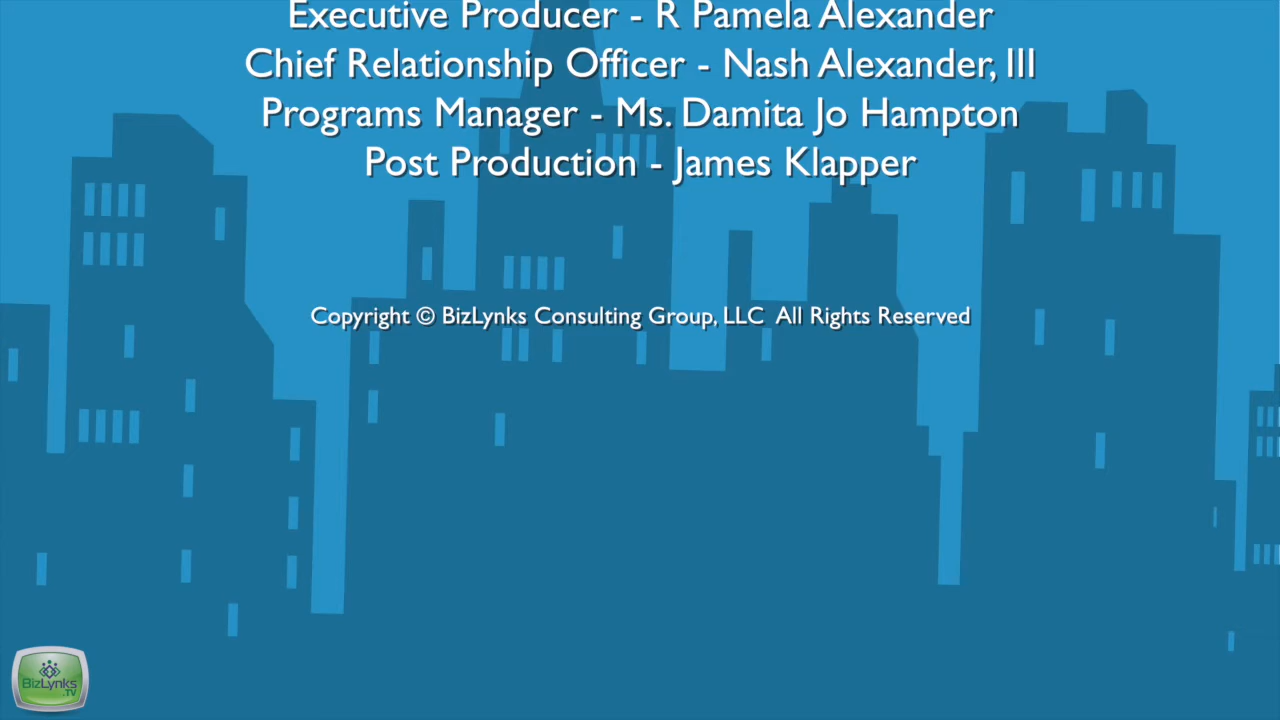 Executive Producer - R Pamela Alexander
Chief Relationship Officer - Nash Alexander, III
Programs Manager - Ms. Damita Jo Hampton
Post Production - James Klapper
Copyright © BizLynks Consulting Group, LLC  All Rights Reserved
BizLynks
.TV